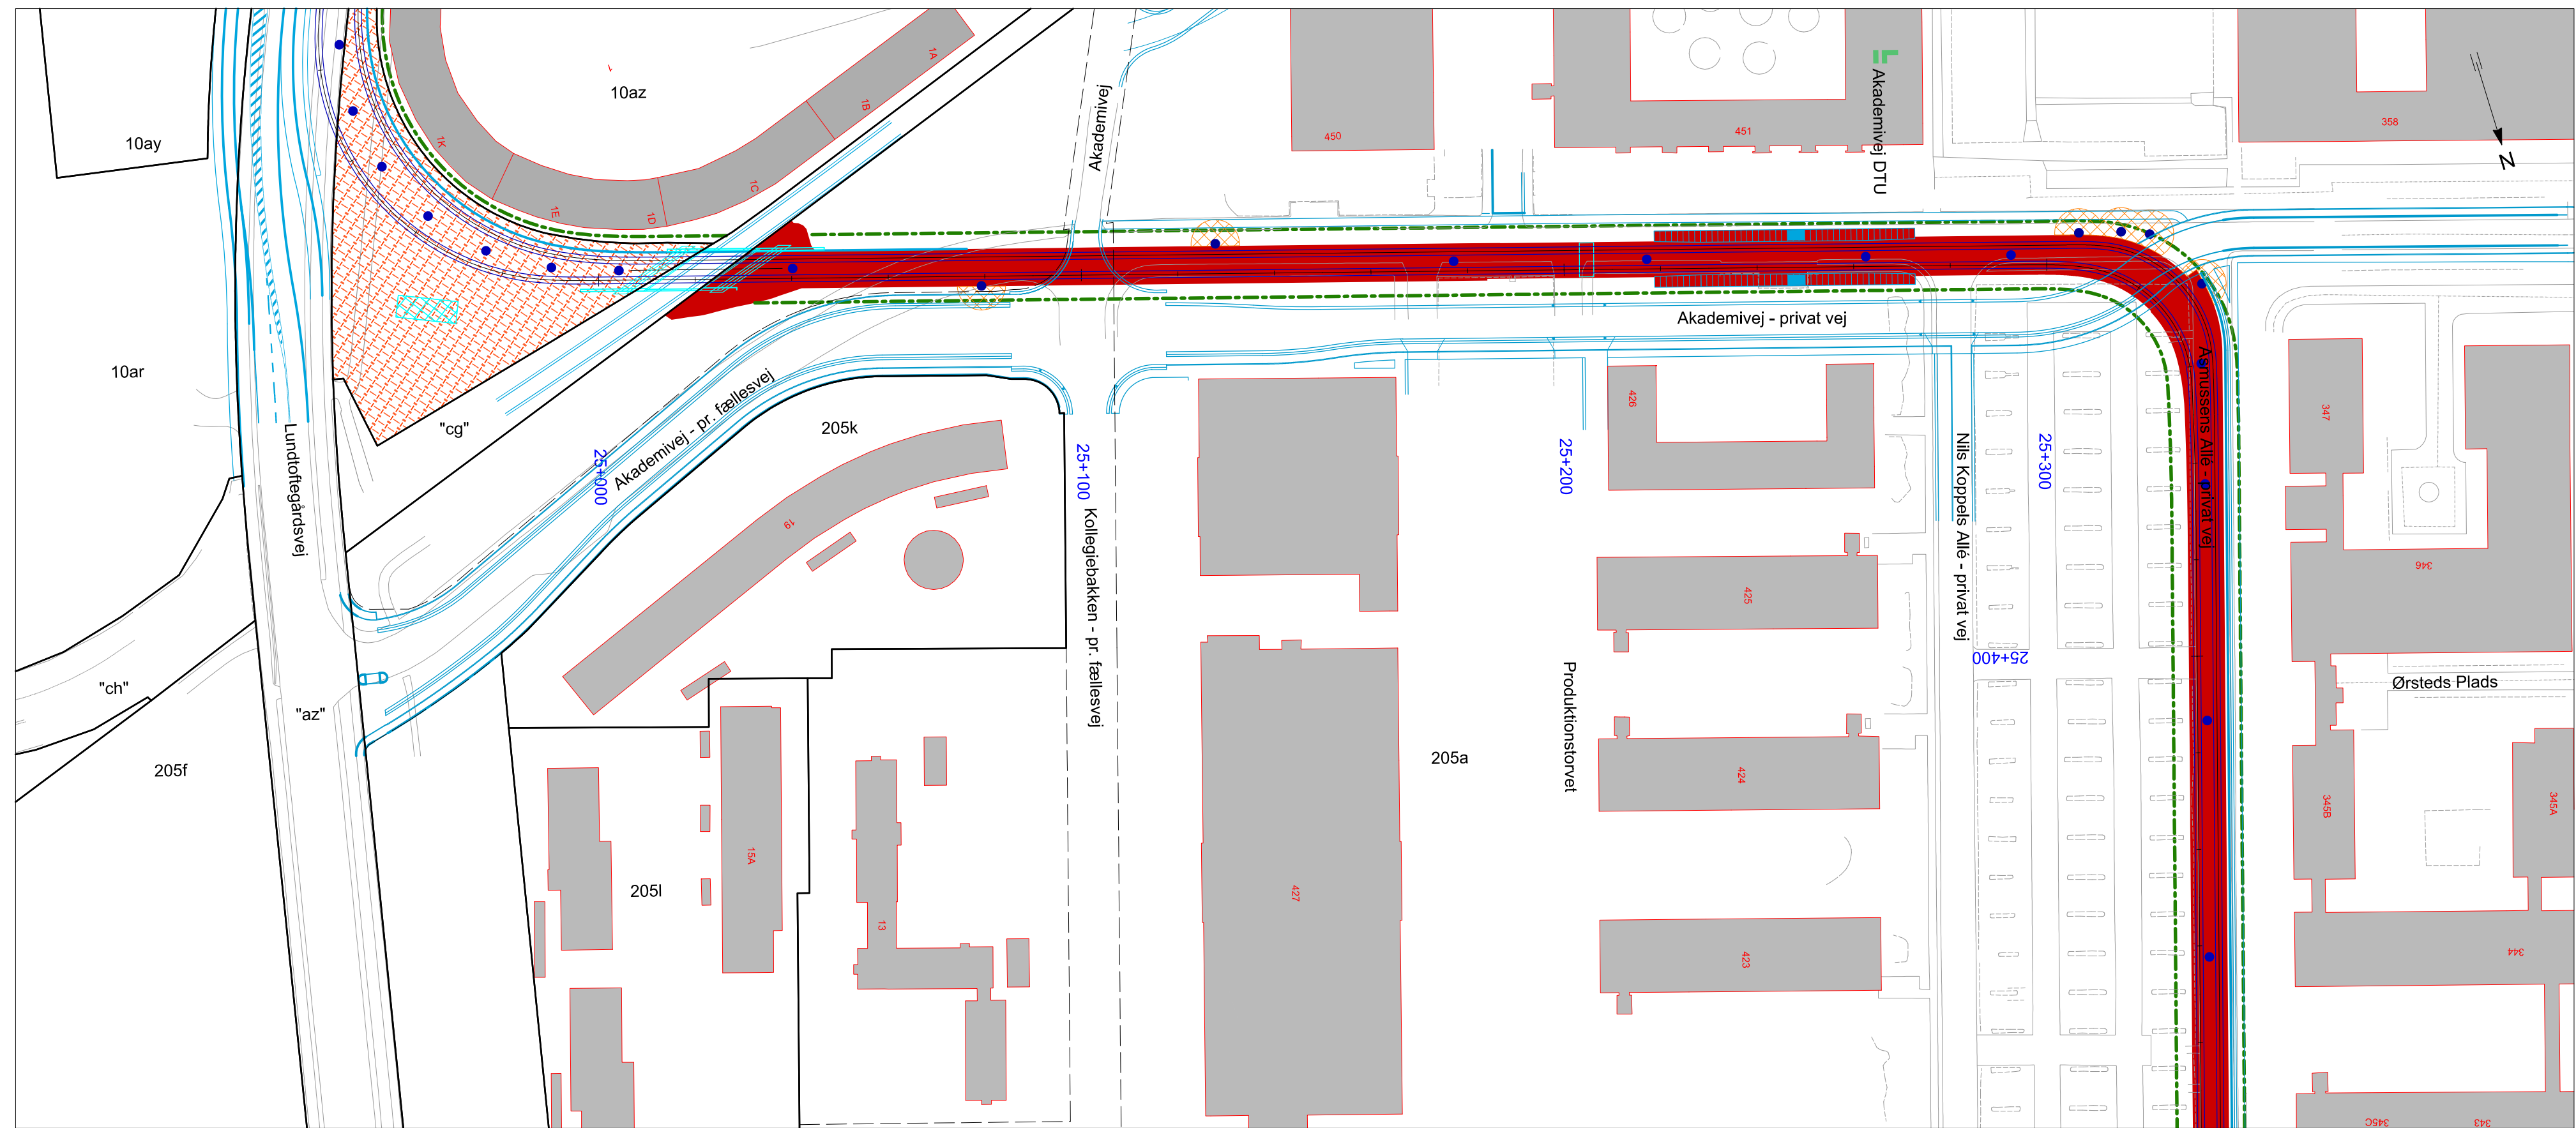 1A
1
10az
1B
10ay
1K
1C
1E
1D
Akademivej
450
451
Akademivej DTU
358
N
Akademivej - privat vej
10ar
"cg"
Lundtoftegårdsvej
Akademivej - pr. fællesvej
25+000
205k
19
25+100
Kollegiebakken - pr. fællesvej
25+200
426
Nils Koppels Allé - privat vej
25+300
Asmussens Allé - privat vej
347
346
425
25+400
"ch"
"az"
205f
Produktionstorvet
Ørsteds Plads
205a
424
345B
345A
15A
205l
13
427
423
344
345C
343